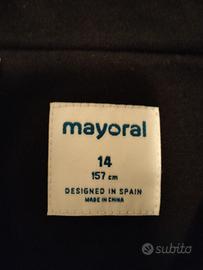 mayoral
14
157 cm
DESIGNED IN SPAIN
MADE IN CHINA
subito